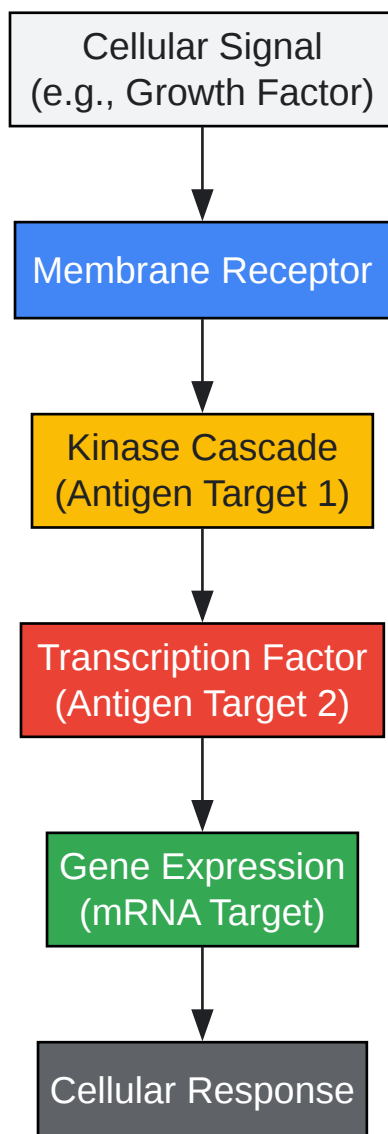 Cellular Signal
(e.g., Growth Factor)
Membrane Receptor
Kinase Cascade
(Antigen Target 1)
Transcription Factor
(Antigen Target 2)
Gene Expression
(mRNA Target)
Cellular Response